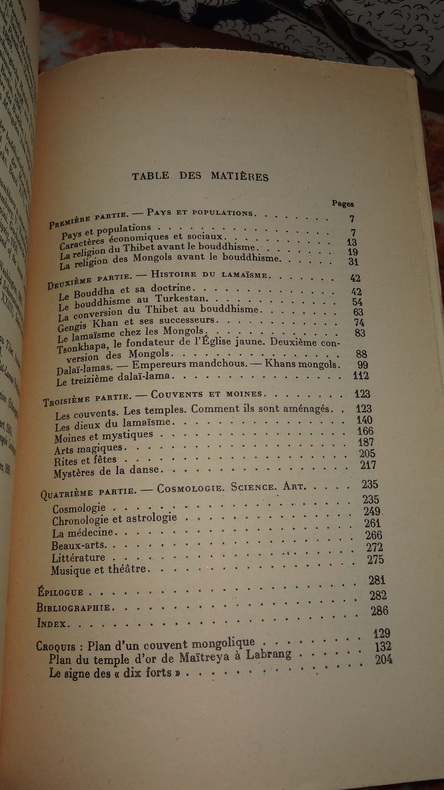 TABLE DES MATIÈRES
Pages
PREMIÈRE PARTIE. — PAYS ET POPULATIONS. . . . . . . . 7
Pays et populations . . . . . . . . . . . . . . . . . 7
Caractères économiques et sociaux. . . . . . . . . . . 13
La religion du Thibet avant le bouddhisme. . . . . . . 19
La religion des Mongols avant le bouddhisme. . . . . . 31
DEUXIÈME PARTIE. — HISTOIRE DU LAMAÏSME. . . . . . . . 42
Le Bouddha et sa doctrine. . . . . . . . . . . . . . . 42
Le bouddhisme au Turkestan. . . . . . . . . . . . . . 54
La conversion du Thibet au bouddhisme. . . . . . . . . 63
Gengis Khan et ses successeurs. . . . . . . . . . . . 74
Le lamaïsme chez les Mongols. . . . . . . . . . . . . 83
Tsonkhapa, le fondateur de l'Église jaune. Deuxième con-
version des Mongols. . . . . . . . . . . . . . . . . . 88
Dalaï-lamas. — Empereurs mandchous. — Khans mongols. 99
Le treizième dalaï-lama. . . . . . . . . . . . . . . . 112
TROISIÈME PARTIE. — COUVENTS ET MOINES. . . . . . . . 123
Les couvents. Les temples. Comment ils sont aménagés. . 123
Les dieux du lamaïsme. . . . . . . . . . . . . . . . . 140
Moines et mystiques . . . . . . . . . . . . . . . . . 166
Arts magiques. . . . . . . . . . . . . . . . . . . . . 187
Rites et fêtes . . . . . . . . . . . . . . . . . . . . 205
Mystères de la danse. . . . . . . . . . . . . . . . . 217
QUATRIÈME PARTIE. — COSMOLOGIE. SCIENCE. ART. . . . . . 235
Cosmologie . . . . . . . . . . . . . . . . . . . . . . 235
Chronologie et astrologie . . . . . . . . . . . . . . 249
La médecine. . . . . . . . . . . . . . . . . . . . . . 261
Beaux-arts. . . . . . . . . . . . . . . . . . . . . . 266
Littérature . . . . . . . . . . . . . . . . . . . . . 272
Musique et théâtre. . . . . . . . . . . . . . . . . . 275
ÉPILOGUE . . . . . . . . . . . . . . . . . . . . . . . 281
BIBLIOGRAPHIE. . . . . . . . . . . . . . . . . . . . . 282
INDEX. . . . . . . . . . . . . . . . . . . . . . . . . 286
CROQUIS : Plan d'un couvent mongolique . . . . . . . . 129
Plan du temple d'or de Maïtreya à Labrang . . . . . . 132
Le signe des « dix forts » . . . . . . . . . . . . . . 204